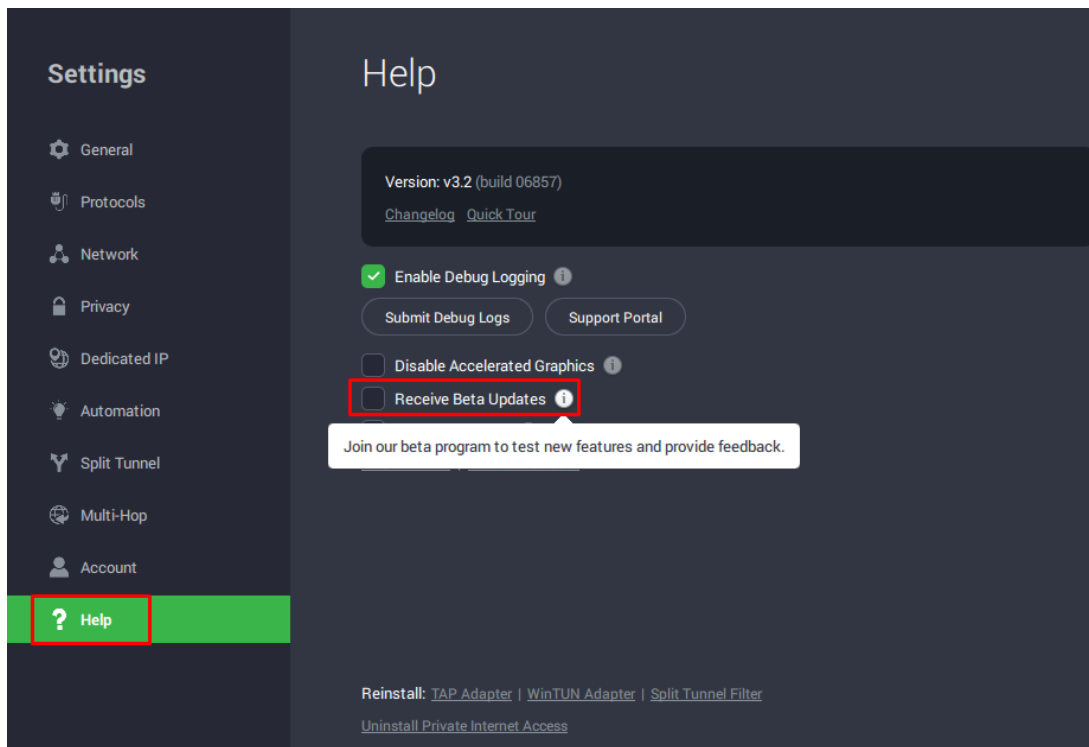 Settings
General
Protocols
Network
Privacy
Dedicated IP
Automation
Split Tunnel
Multi-Hop
Account
? Help
Help
Version: v3.2 (build 06857)
Changelog Quick Tour
Enable Debug Logging i
Submit Debug Logs Support Portal
Disable Accelerated Graphics i
Receive Beta Updates i
Join our beta program to test new features and provide feedback.
Reinstall: TAP Adapter | WinTUN Adapter | Split Tunnel Filter
Uninstall Private Internet Access